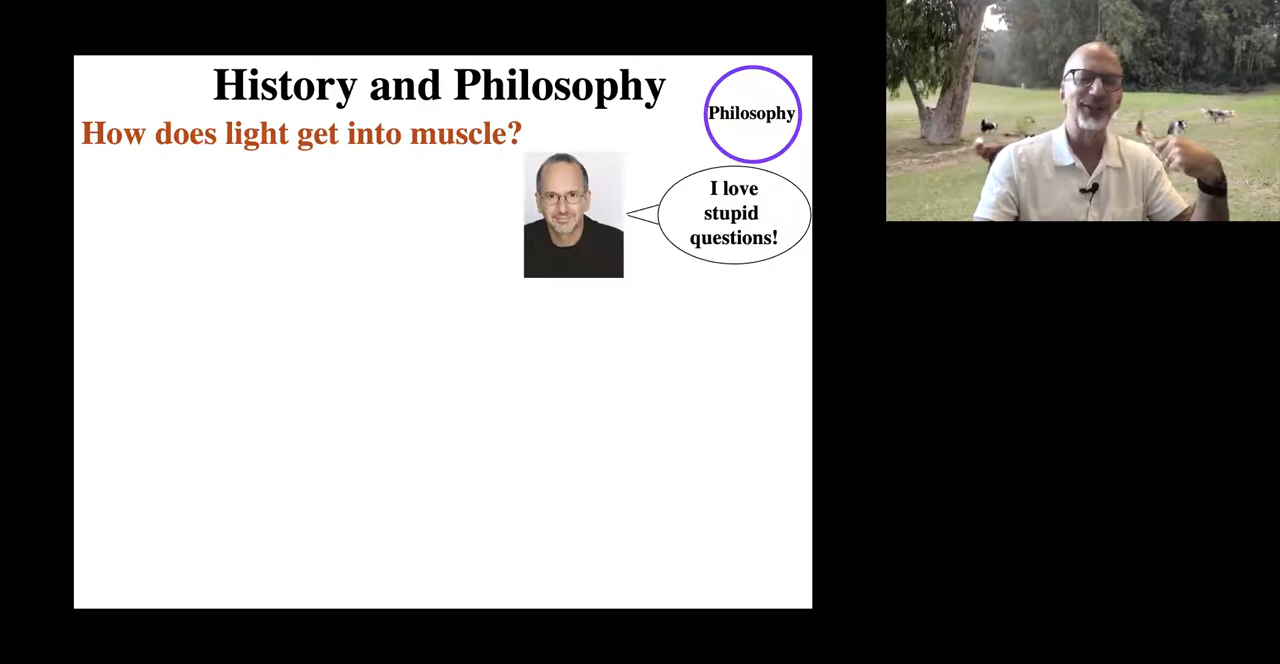 History and Philosophy
Philosophy
How does light get into muscle?
I love
stupid
questions!